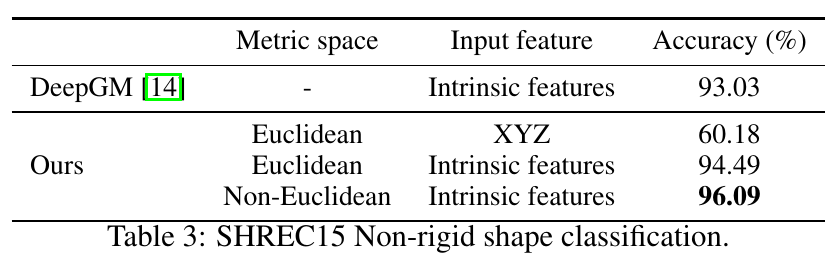 Metric space Input feature Accuracy (%)
DeepGM [14] - Intrinsic features 93.03
Euclidean XYZ 60.18
Ours Euclidean Intrinsic features 94.49
Non-Euclidean Intrinsic features 96.09
Table 3: SHREC15 Non-rigid shape classification.